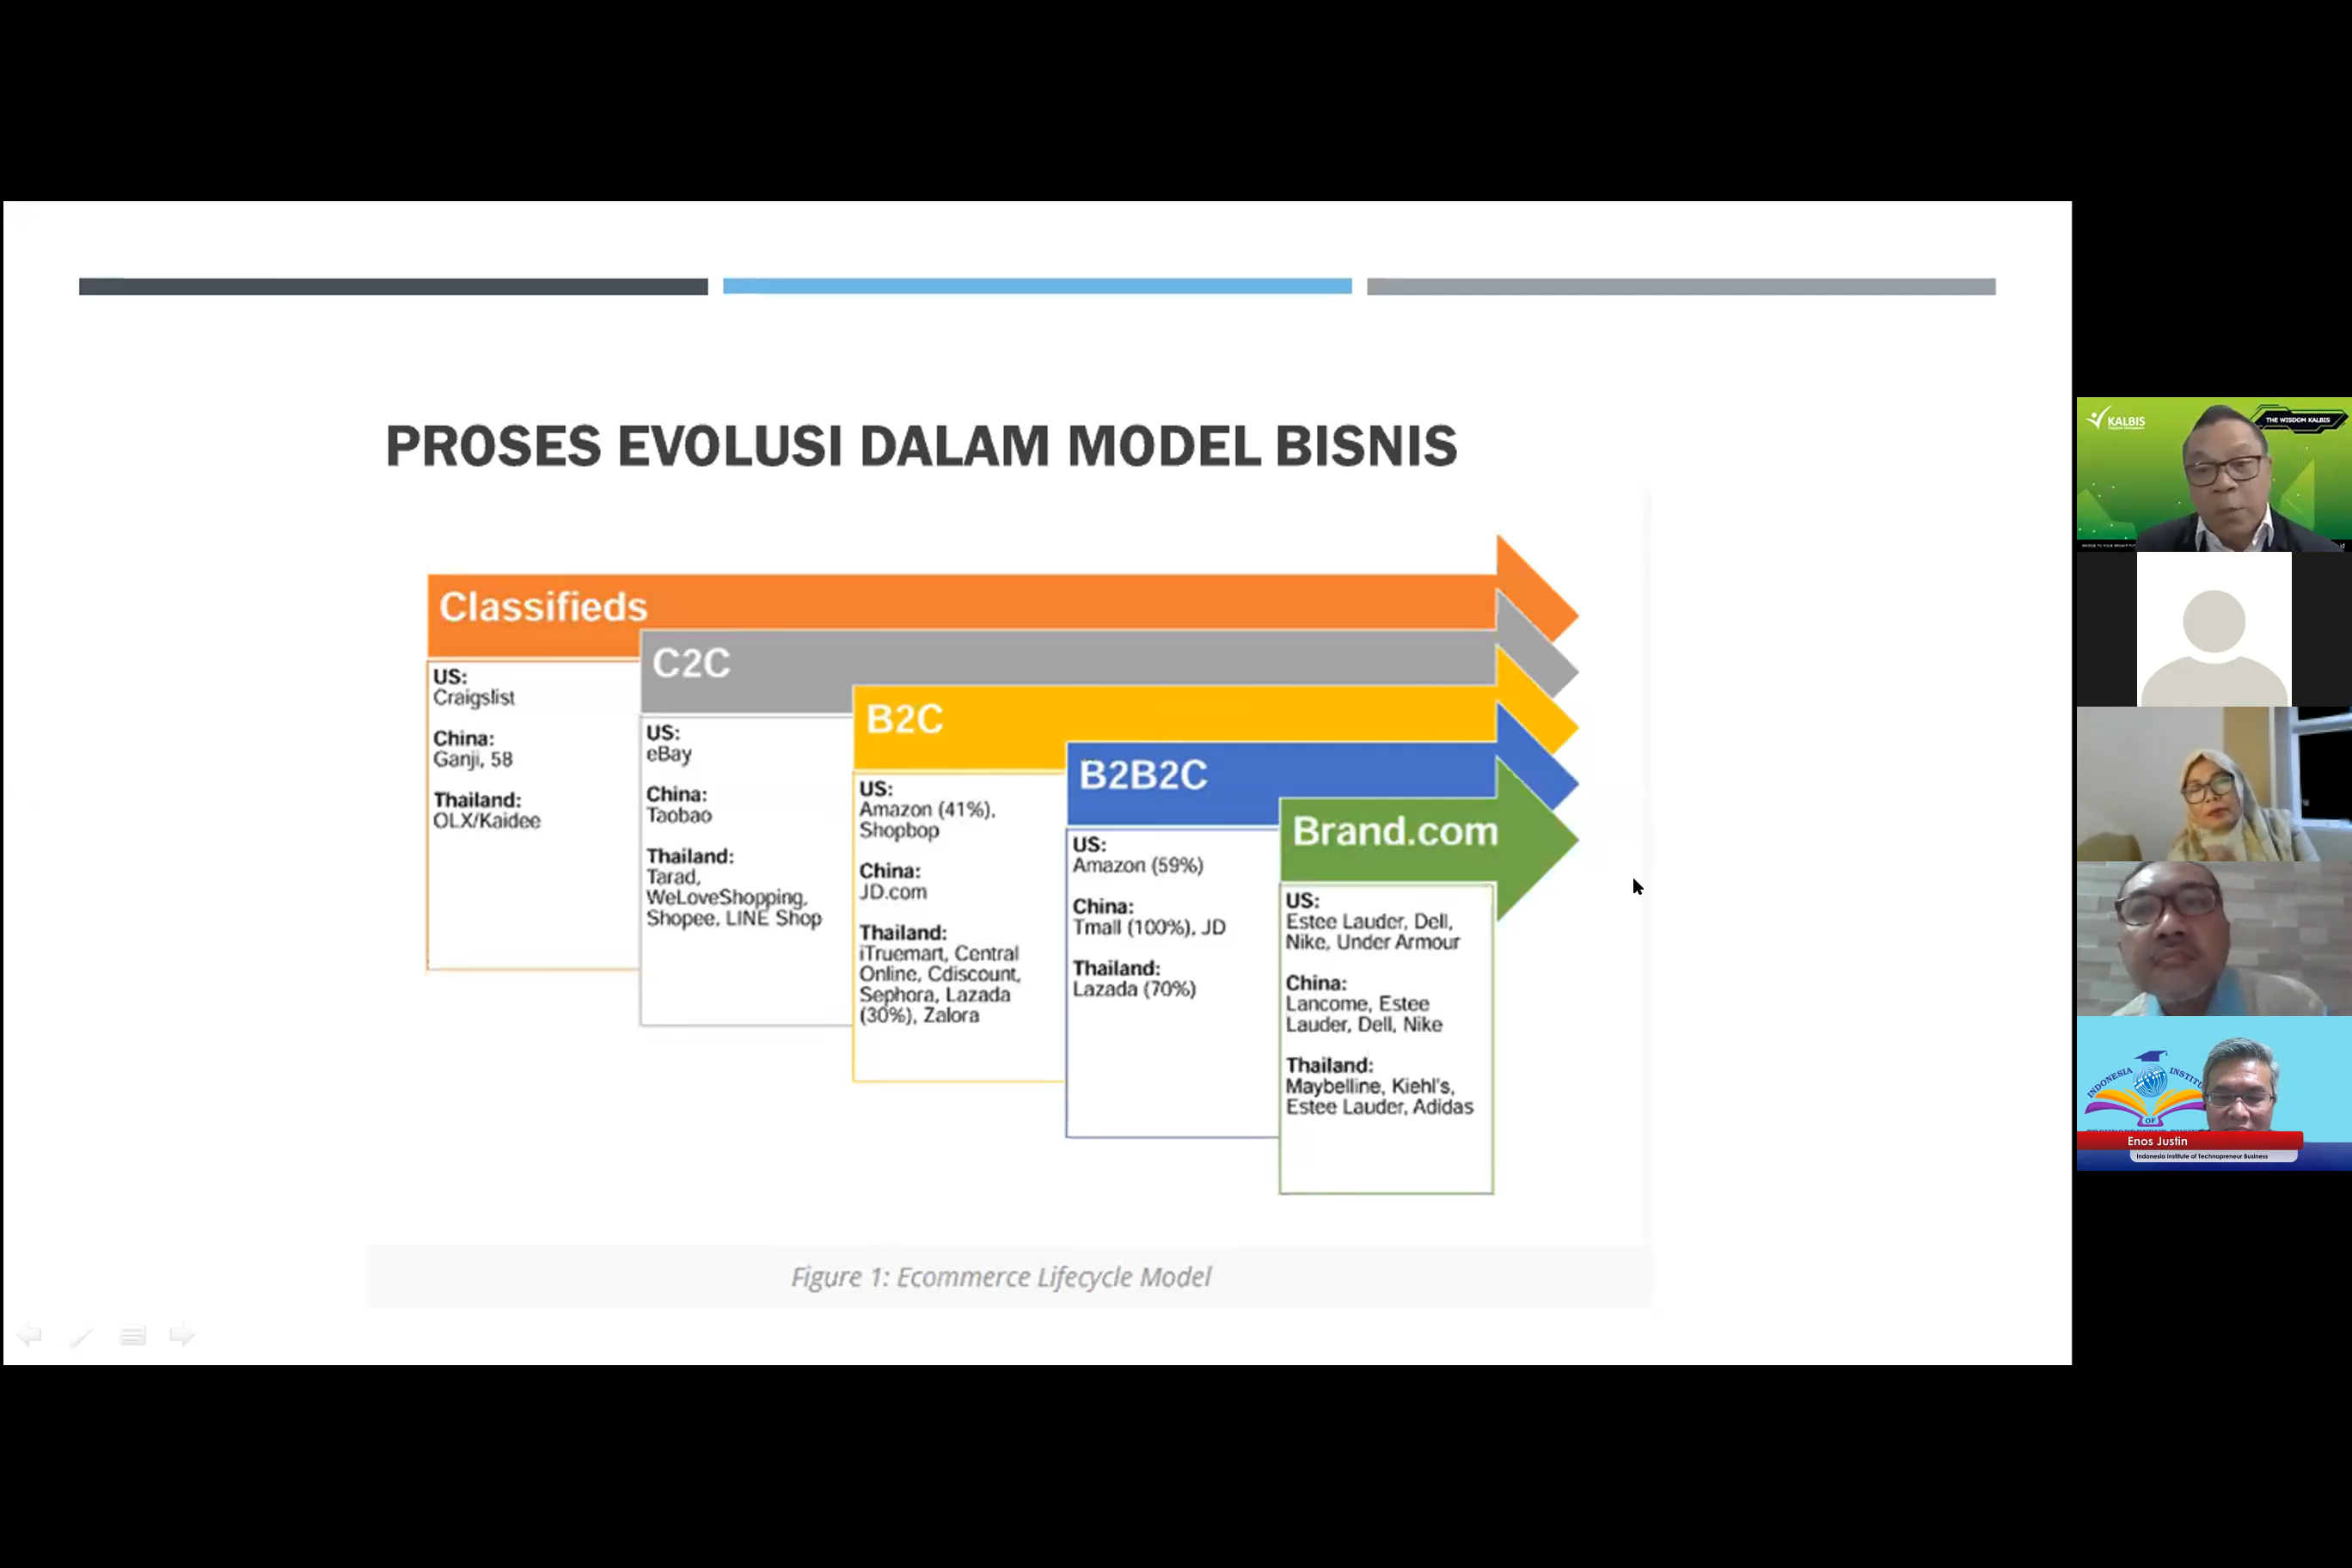 PROSES EVOLUSI DALAM MODEL BISNIS
Classifieds
US:
Craigslist
China:
Ganji, 58
Thailand:
OLX/Kaidee
C2C
US:
eBay
China:
Taobao
Thailand:
Tarad,
WeLoveShopping,
Shopee, LINE Shop
B2C
US:
Amazon (41%),
Shopbop
China:
JD.com
Thailand:
iTruemart, Central
Online, Cdiscount,
Sephora, Lazada
(30%), Zalora
B2B2C
US:
Amazon (59%)
China:
Tmall (100%), JD
Thailand:
Lazada (70%)
Brand.com
US:
Estee Lauder, Dell,
Nike, Under Armour
China:
Lancome, Estee
Lauder, Dell, Nike
Thailand:
Maybelline, Kiehl's,
Estee Lauder, Adidas
Figure 1: Ecommerce Lifecycle Model
KALBIS
THE WISDOM KALBIS
INDONESIA
OF
Enos Justin
Indonesia Institute of Technopreneur Business